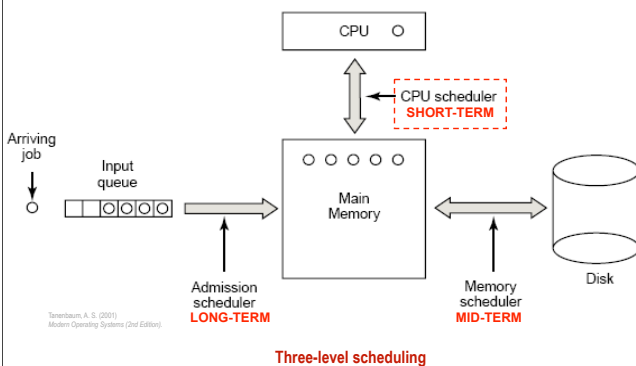 CPU
CPU scheduler
SHORT-TERM
Arriving
job
Input
queue
Main
Memory
Admission
scheduler
LONG-TERM
Memory
scheduler
MID-TERM
Disk
Tanenbaum, A. S. (2001)
Modern Operating Systems (2nd Edition).
Three-level scheduling